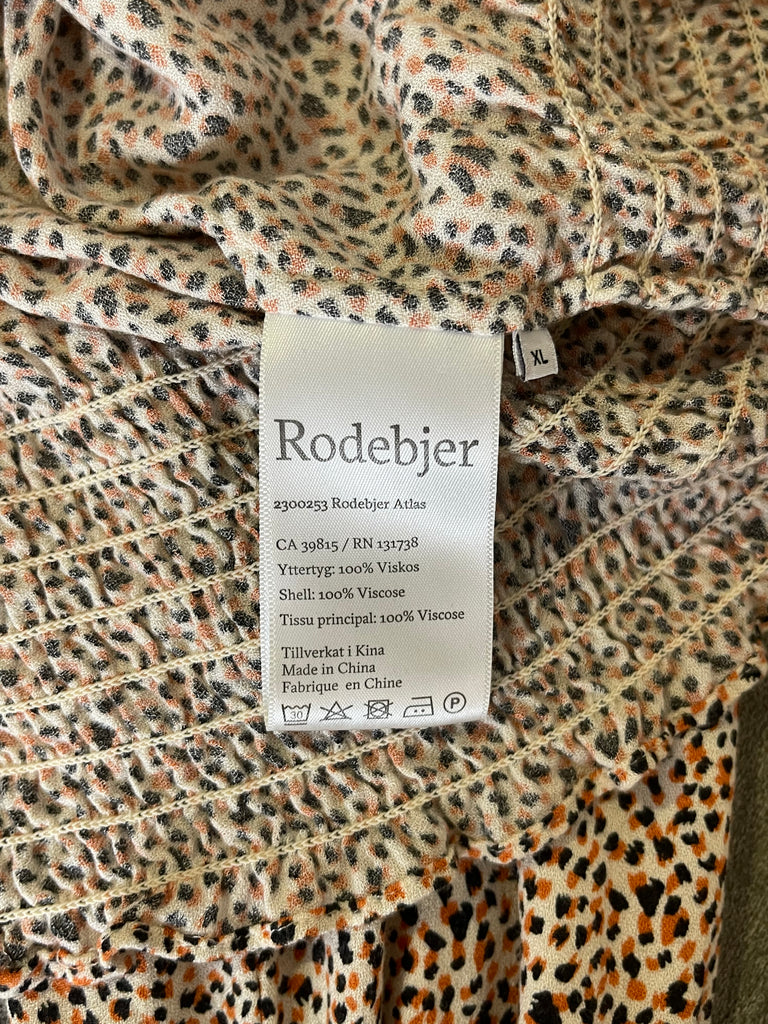 XL
Rodebjer
2300253 Rodebjer Atlas
CA 39815 / RN 131738
Yttertyg: 100% Viskos
Shell: 100% Viscose
Tissu principal: 100% Viscose
Tillverkat i Kina
Made in China
Fabrique en Chine
30 P